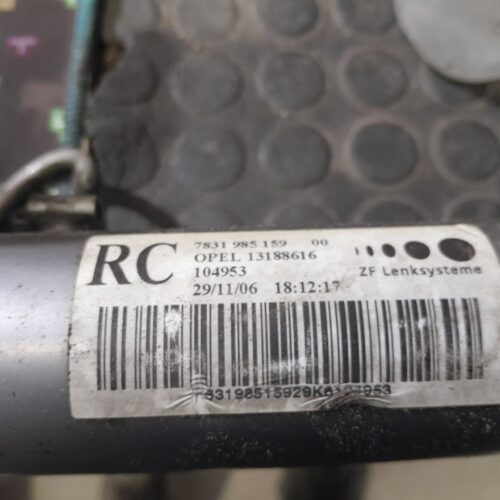 RC
7831 985 159 00
OPEL 13188616
104953
29/11/06 18:12:17
ZF Lenksysteme